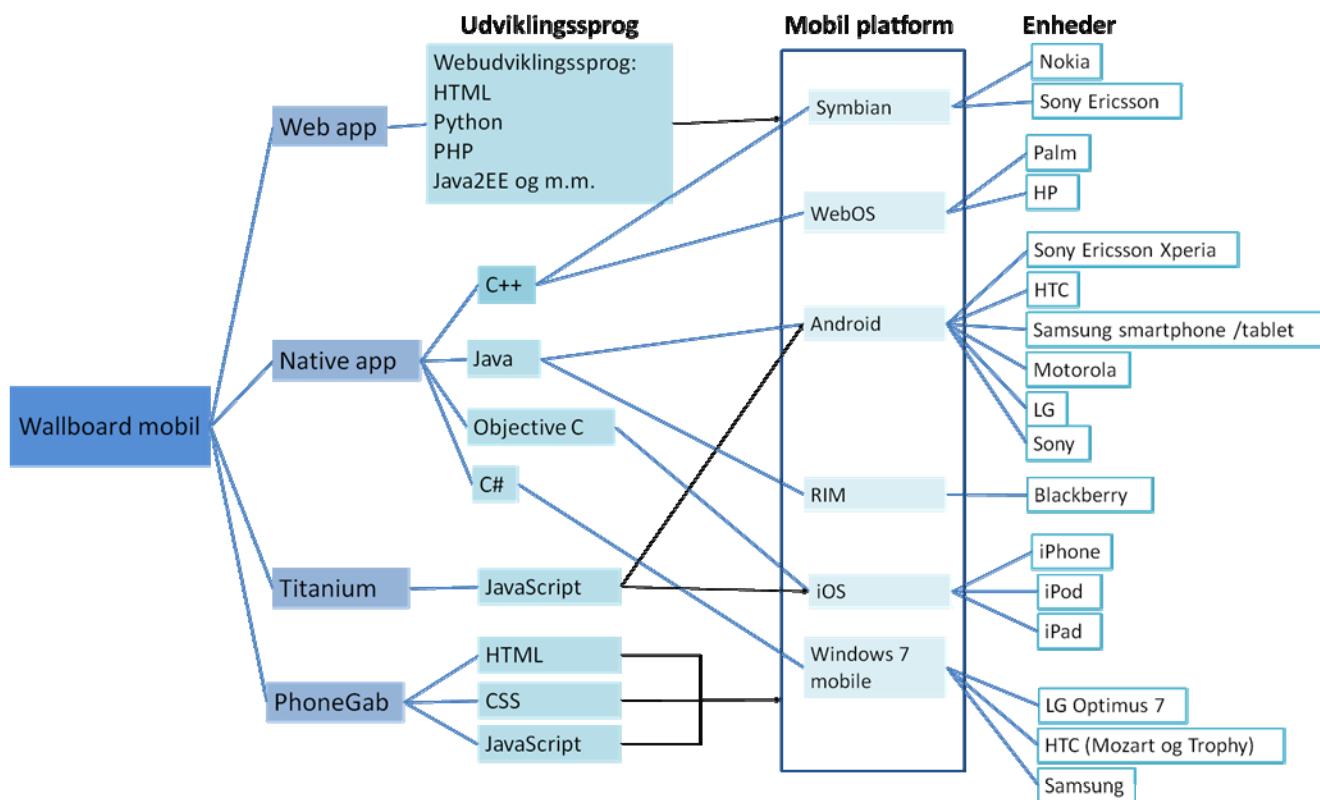 Udviklingssprog
Mobil platform
Enheder
Wallboard mobil
Web app
Native app
Titanium
PhoneGab
Webudviklingssprog:
HTML
Python
PHP
Java2EE og m.m.
C++
Java
Objective C
C#
JavaScript
HTML
CSS
JavaScript
Symbian
WebOS
Android
RIM
iOS
Windows 7
mobile
Nokia
Sony Ericsson
Palm
HP
Sony Ericsson Xperia
HTC
Samsung smartphone /tablet
Motorola
LG
Sony
Blackberry
iPhone
iPod
iPad
LG Optimus 7
HTC (Mozart og Trophy)
Samsung